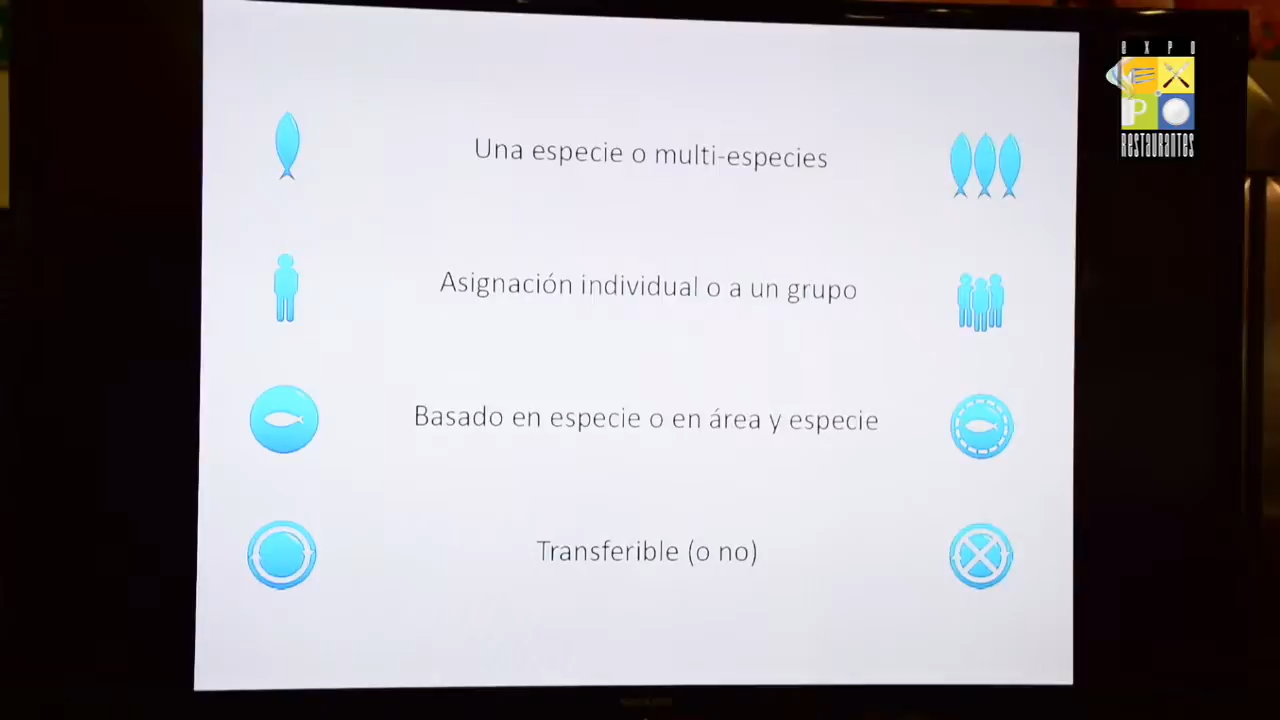 EXPO
P
RESTAURANTES
Una especie o multi-especies
Asignación individual o a un grupo
Basado en especie o en área y especie
Transferible (o no)